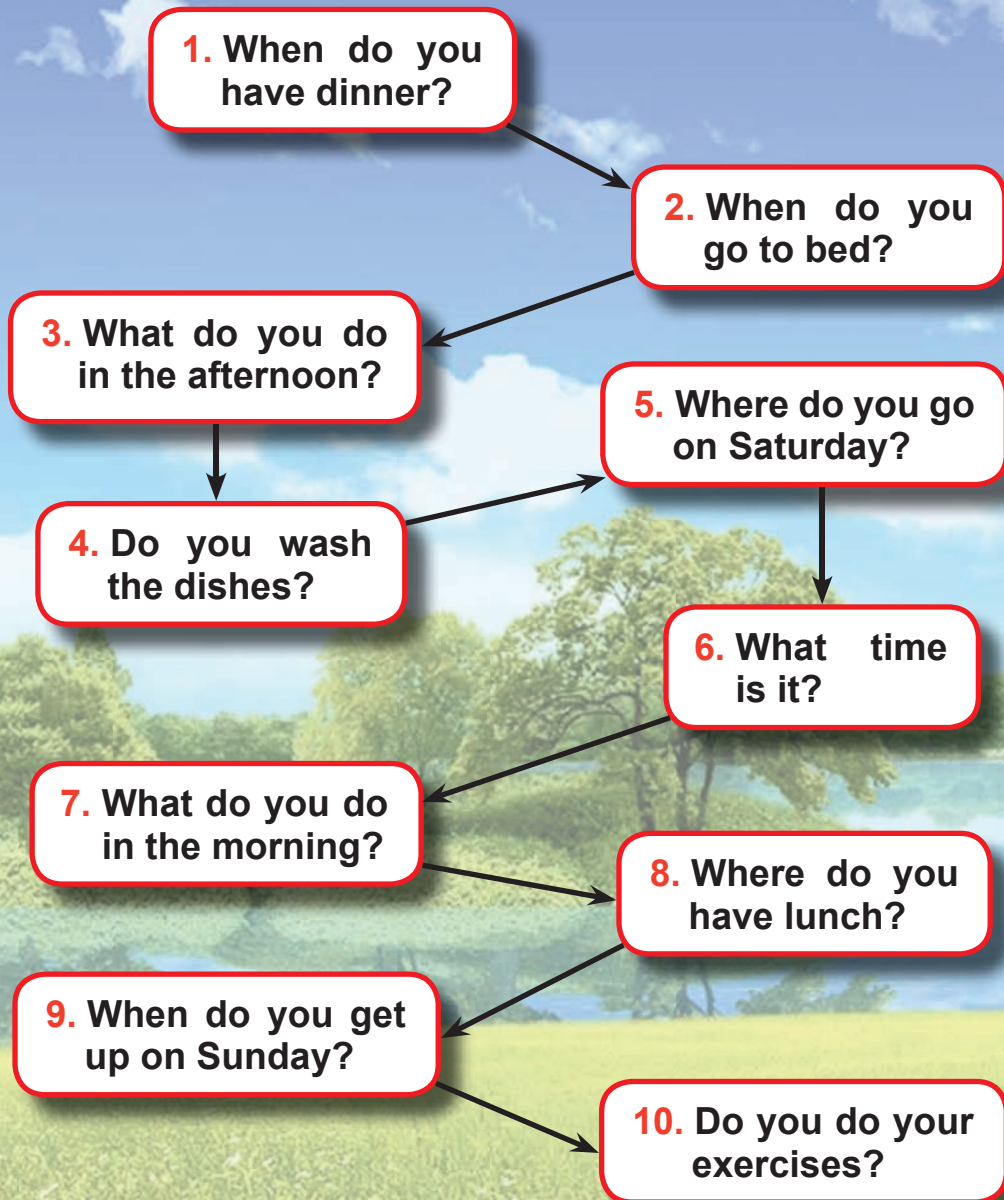 1. When do you
have dinner?
2. When do you
go to bed?
3. What do you do
in the afternoon?
4. Do you wash
the dishes?
5. Where do you go
on Saturday?
6. What time
is it?
7. What do you do
in the morning?
8. Where do you
have lunch?
9. When do you get
up on Sunday?
10. Do you do your
exercises?